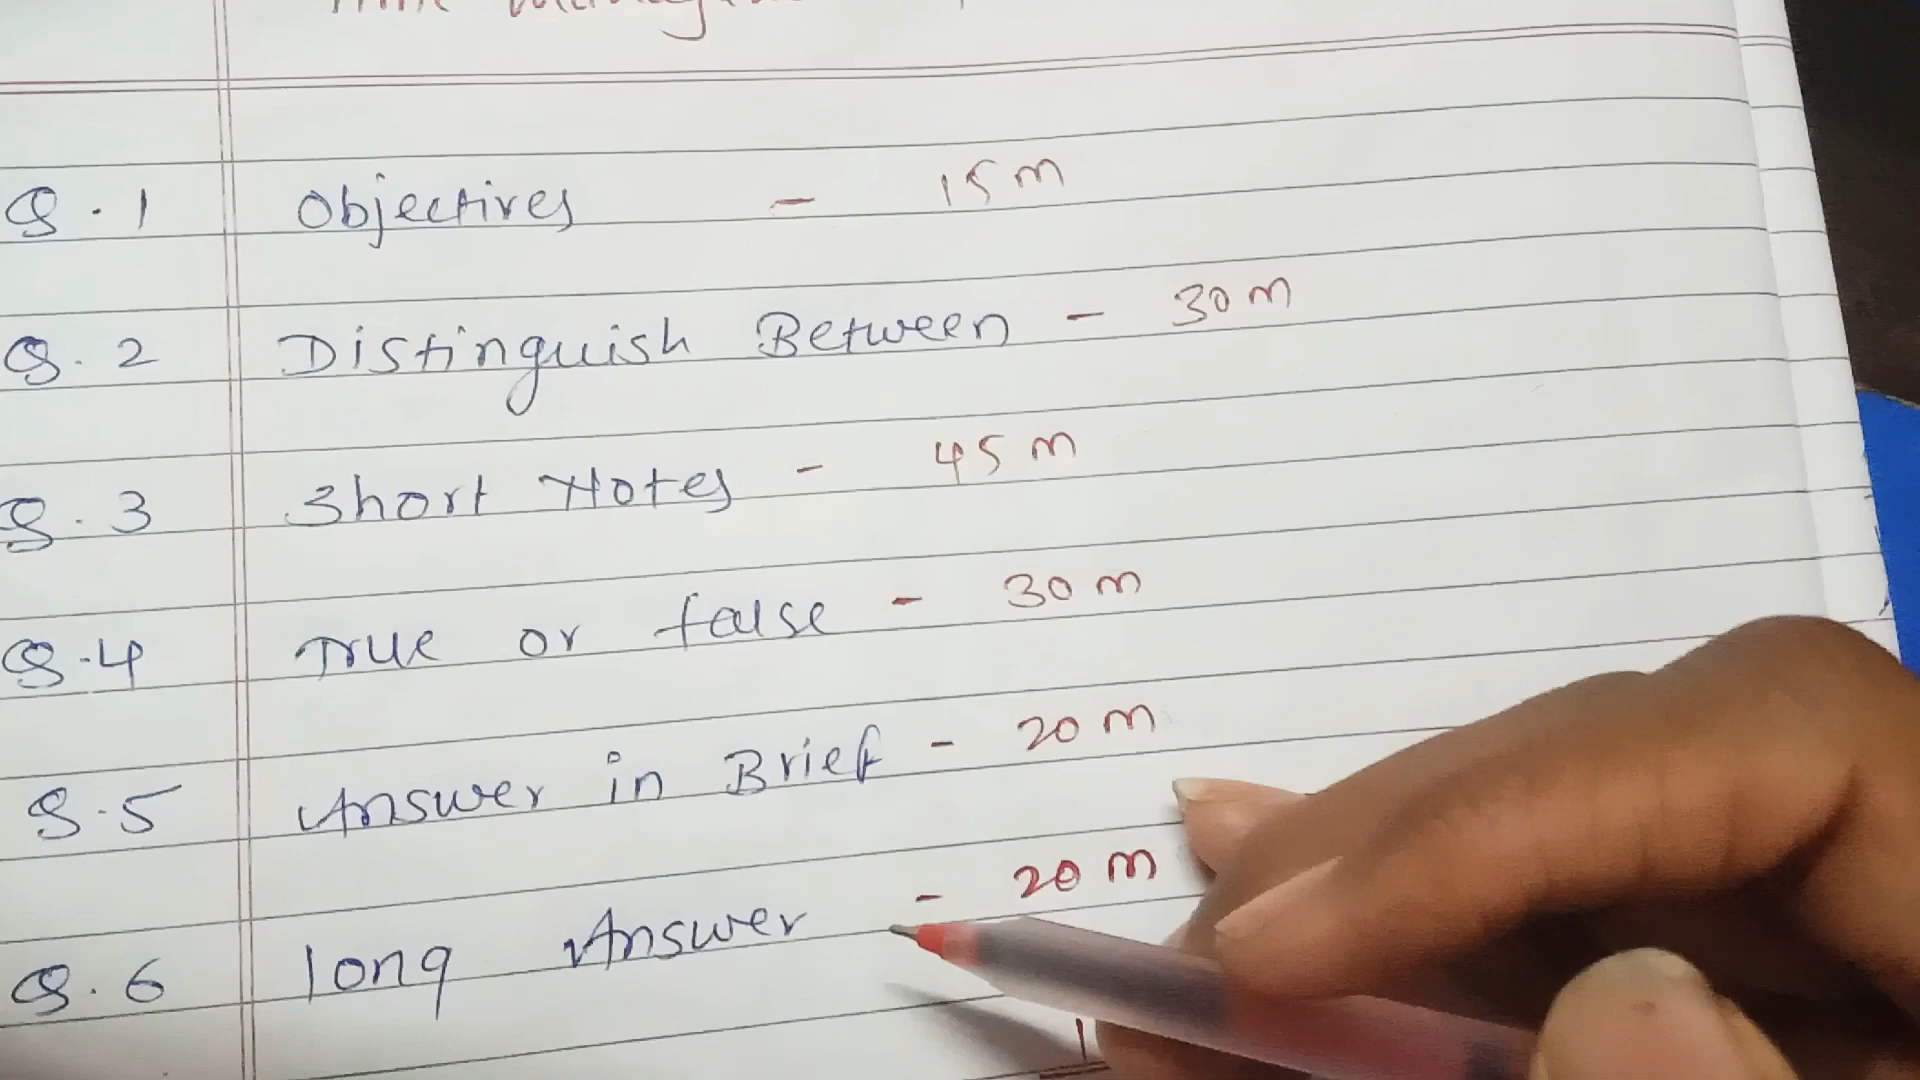 Q.1 Objectives - 15 m
Q.2 Distinguish Between - 30 m
Q.3 Short Notes - 45 m
Q.4 True or false - 30 m
Q.5 Answer in Brief - 20 m
Q.6 long Answer - 20 m